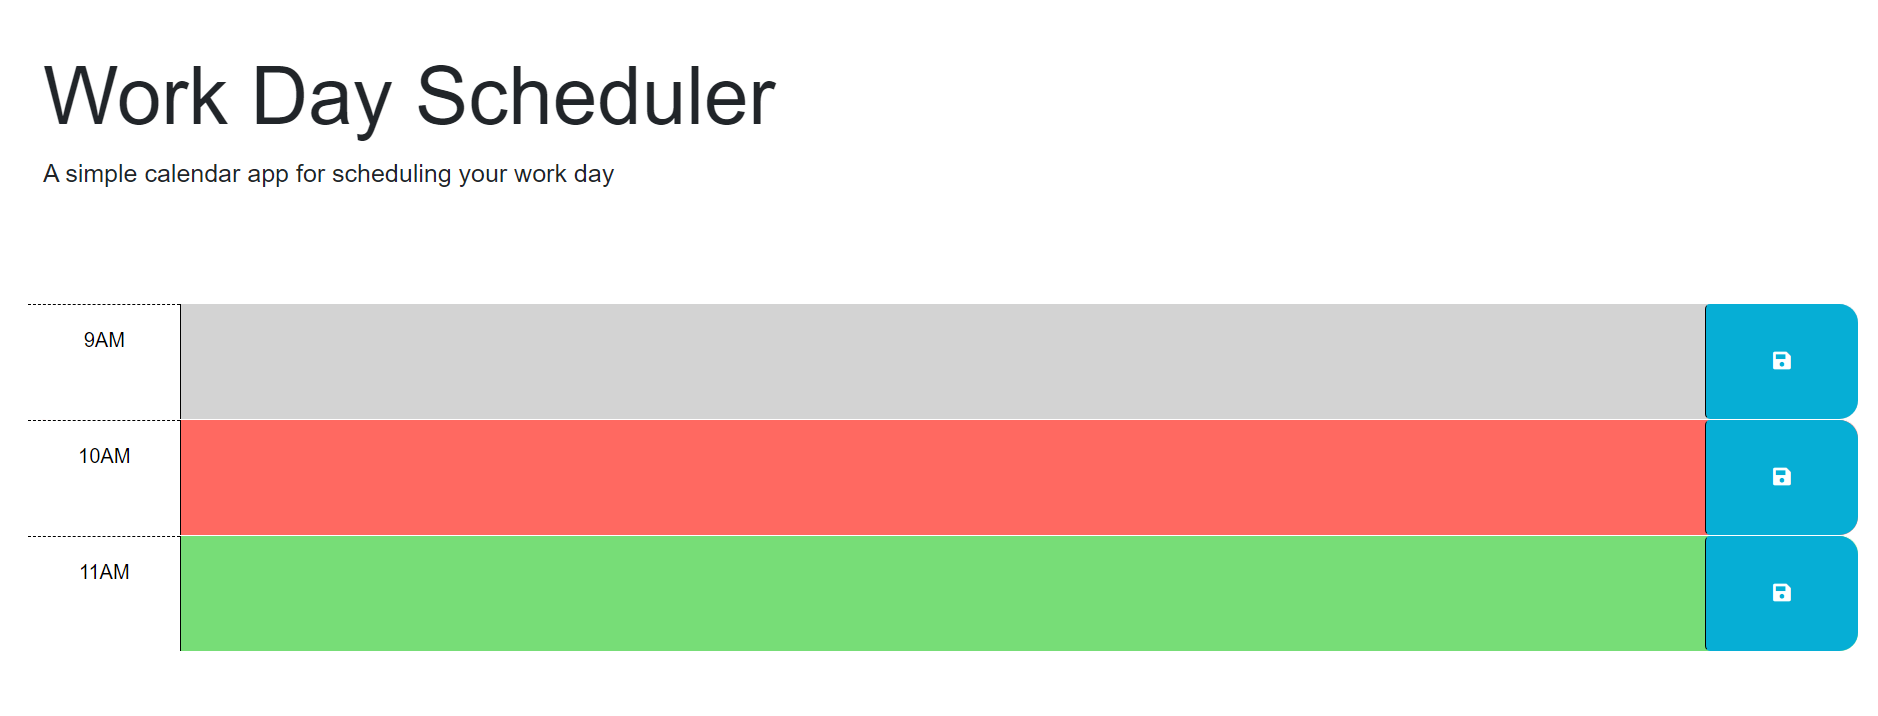 Work Day Scheduler
A simple calendar app for scheduling your work day
9AM
10AM
11AM